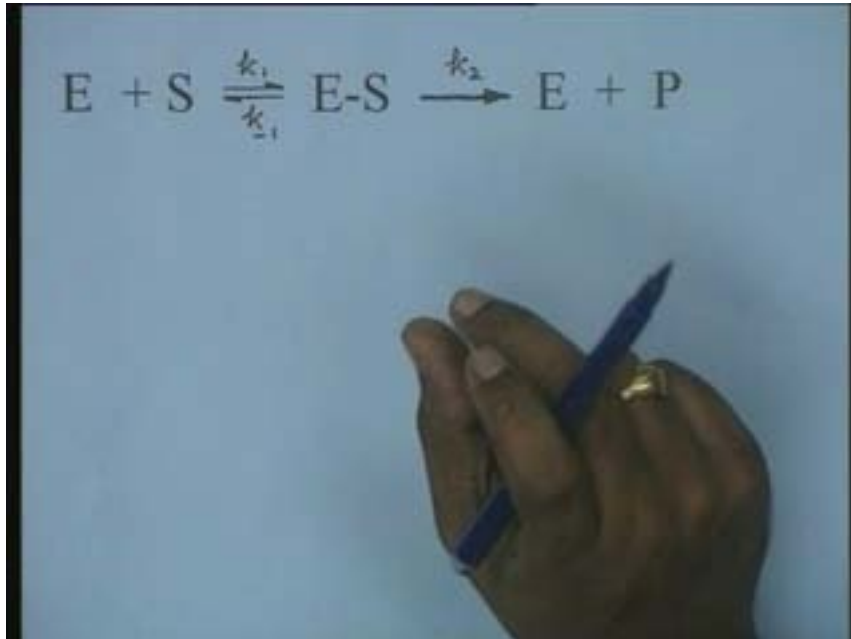 E + S ⇌ E-S → E + P
k₁ k₋₁ k₂